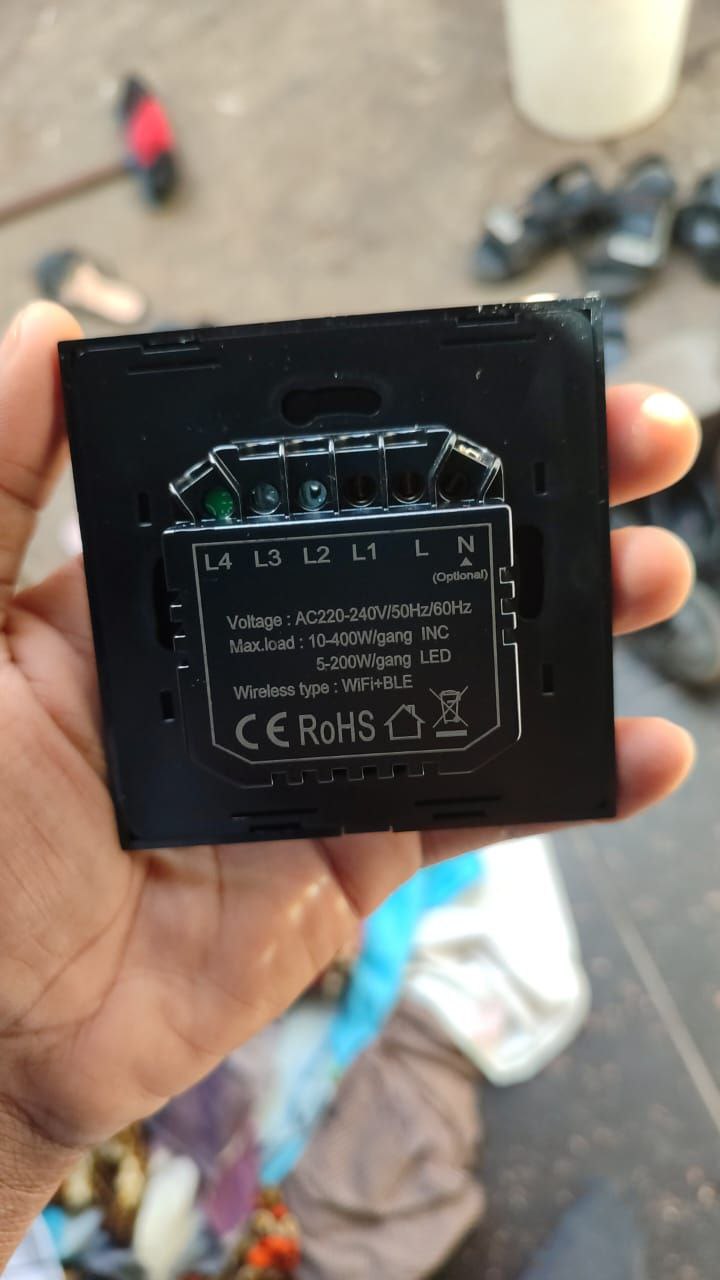 L4 L3 L2 L1 L N
(Optional)
Voltage : AC220-240V/50Hz/60Hz
Max.load : 10-400W/gang INC
5-200W/gang LED
Wireless type : WiFi+BLE
CE RoHS